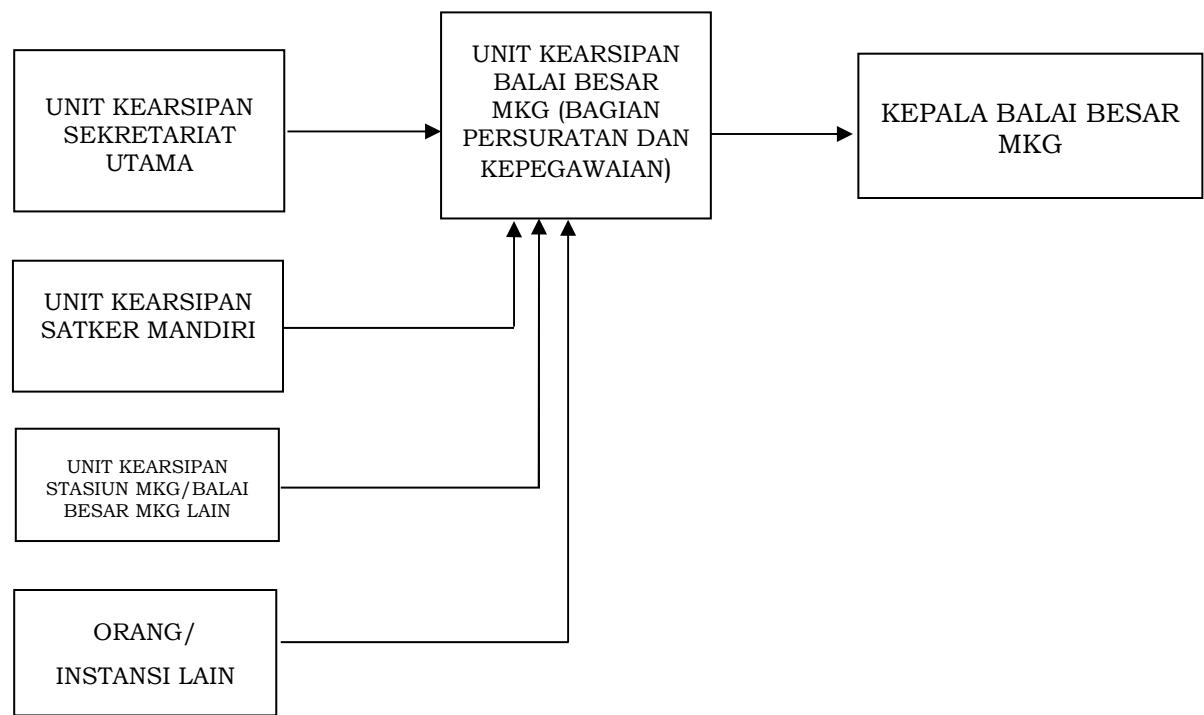 UNIT KEARSIPAN
SEKRETARIAT
UTAMA
UNIT KEARSIPAN
BALAI BESAR
MKG (BAGIAN
PERSURATAN DAN
KEPEGAWAIAN)
KEPALA BALAI BESAR
MKG
UNIT KEARSIPAN
SATKER MANDIRI
UNIT KEARSIPAN
STASIUN MKG/BALAI
BESAR MKG LAIN
ORANG/
INSTANSI LAIN